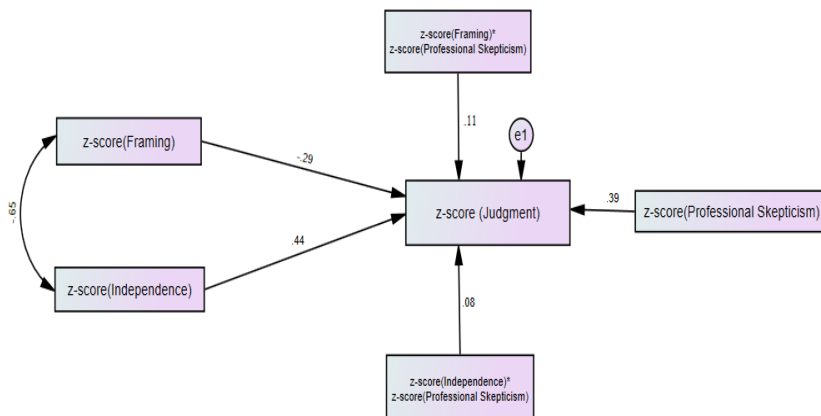 z-score(Framing)*
z-score(Professional Skepticism)
.11
e1
z-score(Framing)
-.29
z-score (Judgment)
.39
z-score(Professional Skepticism)
-.65
.44
z-score(Independence)
.08
z-score(Independence)*
z-score(Professional Skepticism)